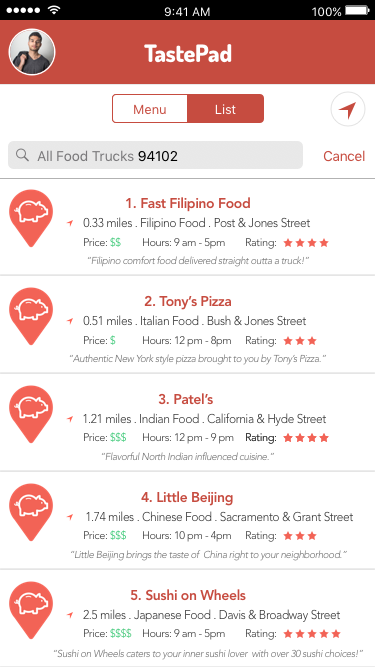 9:41 AM 100%
TastePad
Menu List
All Food Trucks 94102 Cancel
1. Fast Filipino Food
0.33 miles . Filipino Food . Post & Jones Street
Price: $$ Hours: 9 am - 5pm Rating:
“Filipino comfort food delivered straight outta a truck!”
2. Tony’s Pizza
0.51 miles . Italian Food . Bush & Jones Street
Price: $ Hours: 12 pm - 8pm Rating:
“Authentic New York style pizza brought to you by Tony’s Pizza.”
3. Patel’s
1.21 miles . Indian Food . California & Hyde Street
Price: $$$ Hours: 12 pm - 9 pm Rating:
“Flavorful North Indian influenced cuisine.”
4. Little Beijing
1.74 miles . Chinese Food . Sacramento & Grant Street
Price: $$$ Hours: 10 pm - 4pm Rating:
“Little Beijing brings the taste of China right to your neighborhood.”
5. Sushi on Wheels
2.5 miles . Japanese Food . Davis & Broadway Street
Price: $$$$ Hours: 9 am - 5pm Rating:
“Sushi on Wheels caters to your inner sushi lover with over 30 sushi choices!”